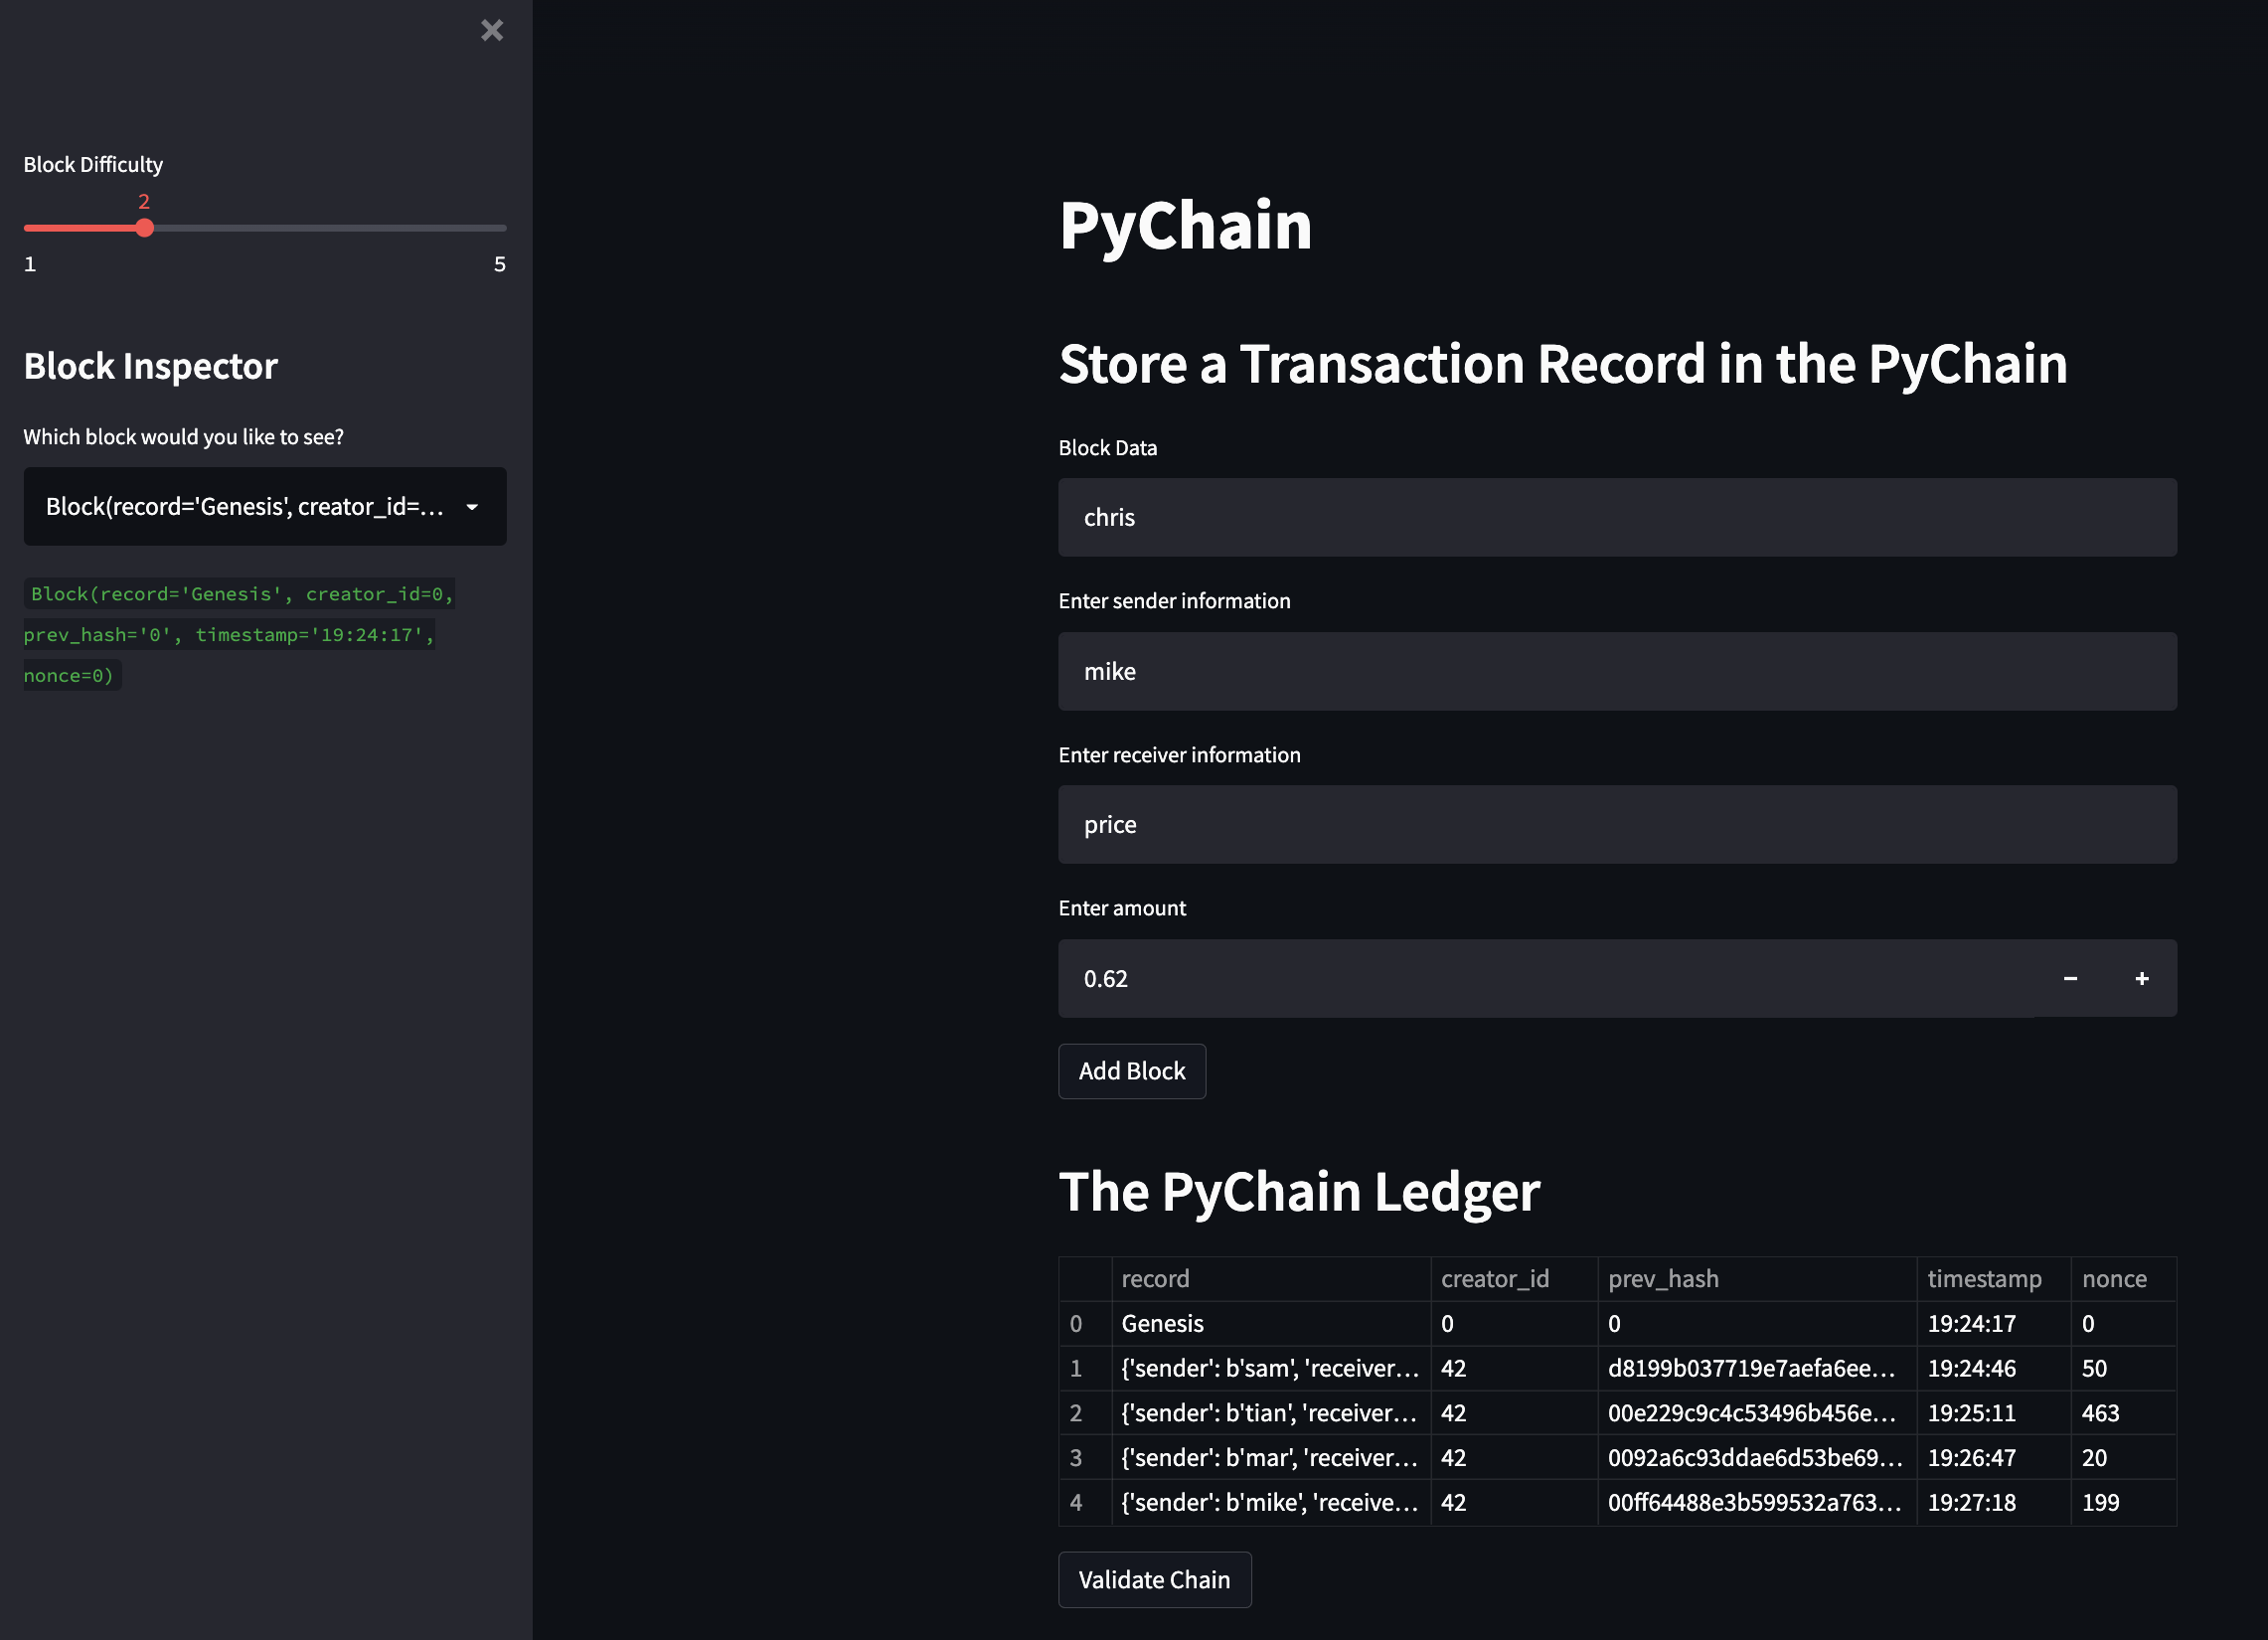 Block Difficulty
2
1 5
Block Inspector
Which block would you like to see?
Block(record='Genesis', creator_id=...
Block(record='Genesis', creator_id=0,
prev_hash='0', timestamp='19:24:17',
nonce=0)
PyChain
Store a Transaction Record in the PyChain
Block Data
chris
Enter sender information
mike
Enter receiver information
price
Enter amount
0.62 − +
Add Block
The PyChain Ledger
record creator_id prev_hash timestamp nonce
0 Genesis 0 0 19:24:17 0
1 {'sender': b'sam', 'receiver... 42 d8199b037719e7aefa6ee... 19:24:46 50
2 {'sender': b'tian', 'receiver... 42 00e229c9c4c53496b456e... 19:25:11 463
3 {'sender': b'mar', 'receiver... 42 0092a6c93ddae6d53be69... 19:26:47 20
4 {'sender': b'mike', 'receive... 42 00ff64488e3b599532a763... 19:27:18 199
Validate Chain